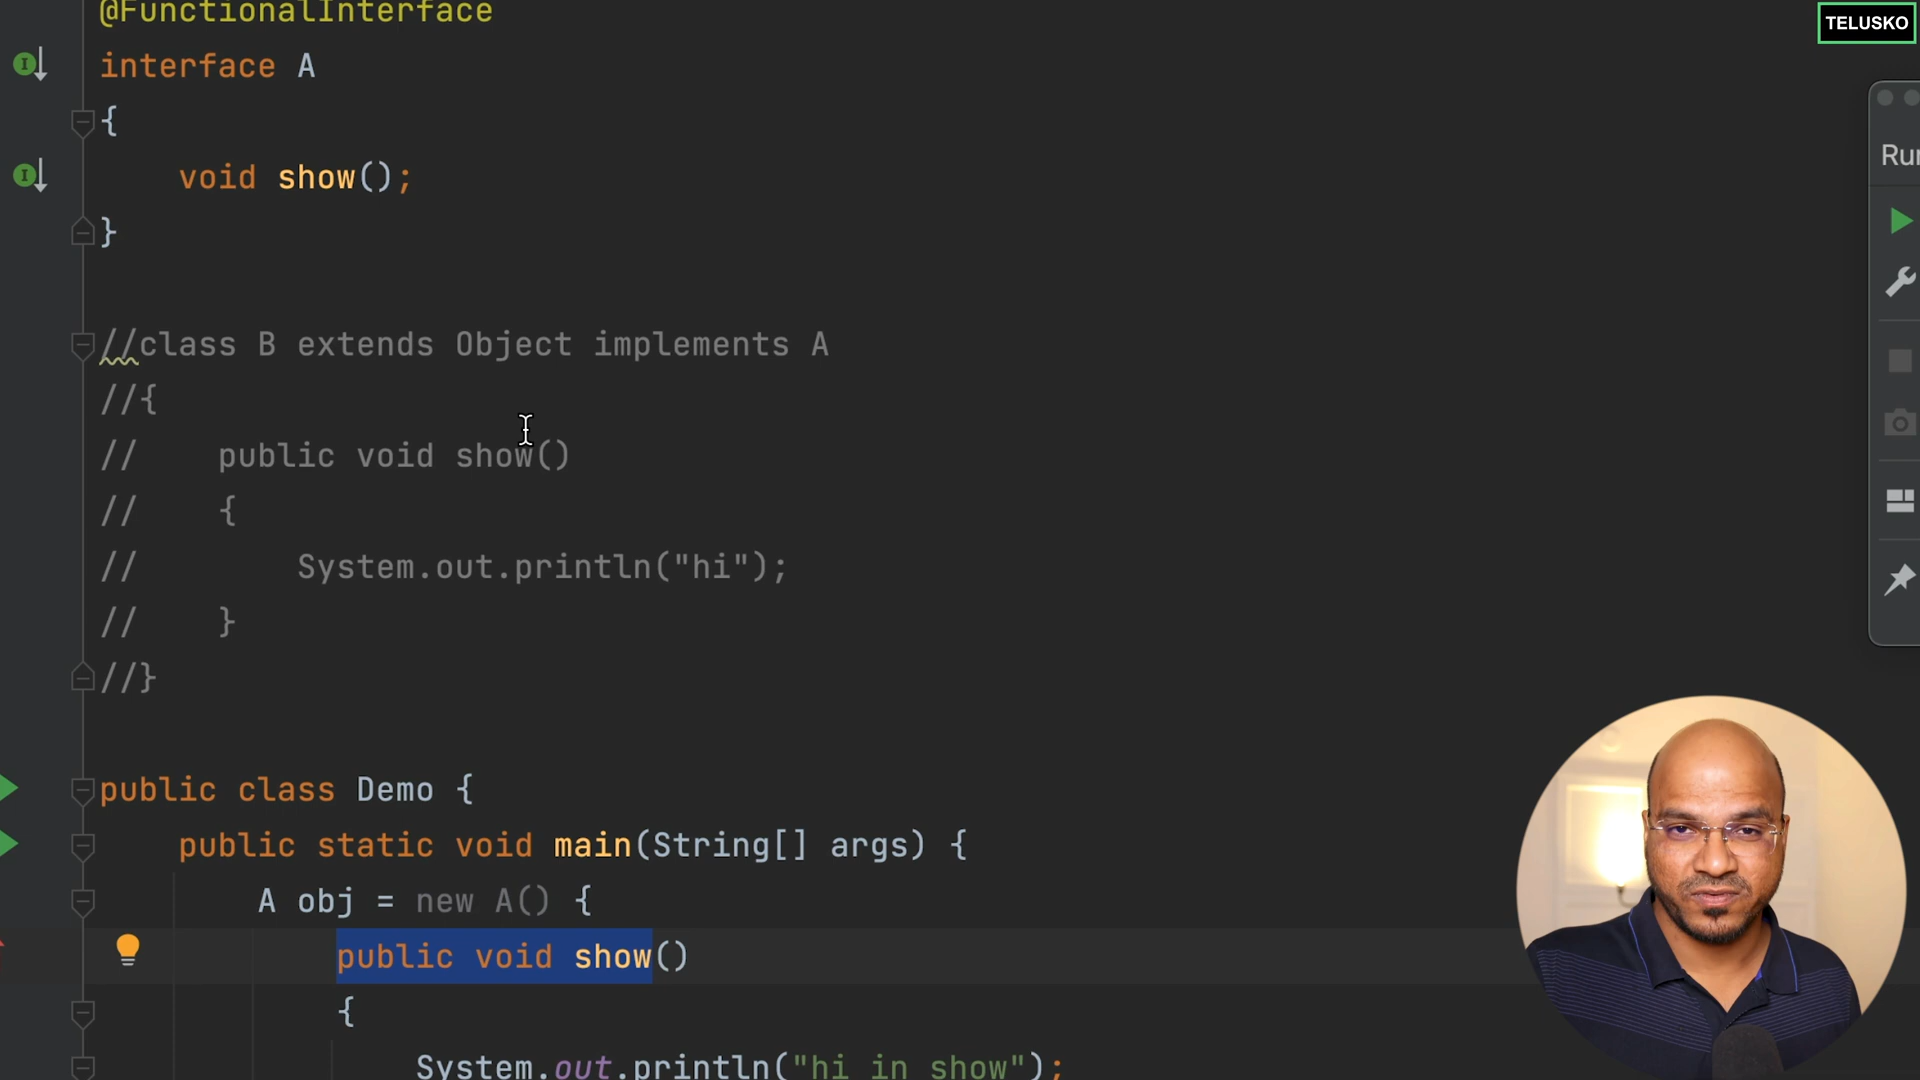 @FunctionalInterface
TELUSKO
interface A
{
void show();
}
//class B extends Object implements A
//{
// public void show()
// {
// System.out.println("hi");
// }
//}
public class Demo {
public static void main(String[] args) {
A obj = new A() {
public void show()
{
System.out.println("hi in show");